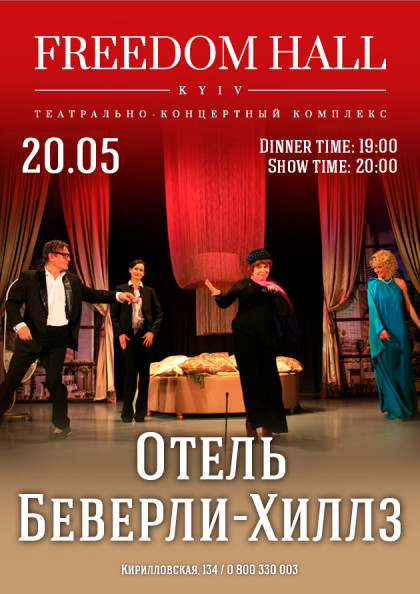 FREEDOM HALL
KYIV
ТЕАТРАЛЬНО-КОНЦЕРТНЫЙ КОМПЛЕКС
20.05
DINNER TIME: 19:00
SHOW TIME: 20:00
ОТЕЛЬ
БЕВЕРЛИ-ХИЛЛЗ
КИРИЛЛОВСКАЯ, 134 / 0 800 330 003